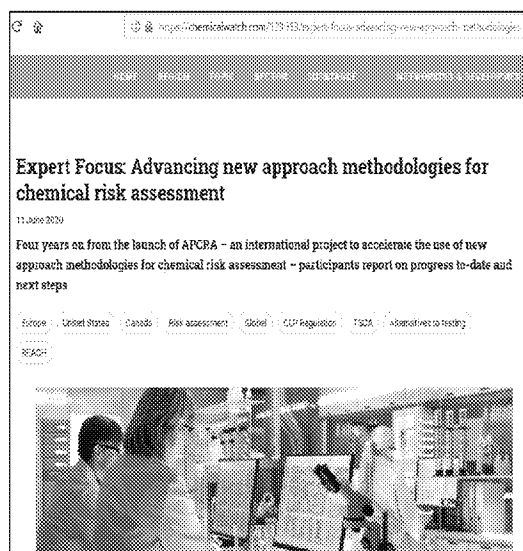 Expert Focus: Advancing new approach methodologies for
chemical risk assessment
11 June 2020
Four years on from the launch of APCRA – an international project to accelerate the use of new
approach methodologies for chemical risk assessment – participants report on progress to-date and
next steps
Europe United States Canada Risk assessment Global CLP Regulation TSCA Alternatives to testing
REACH